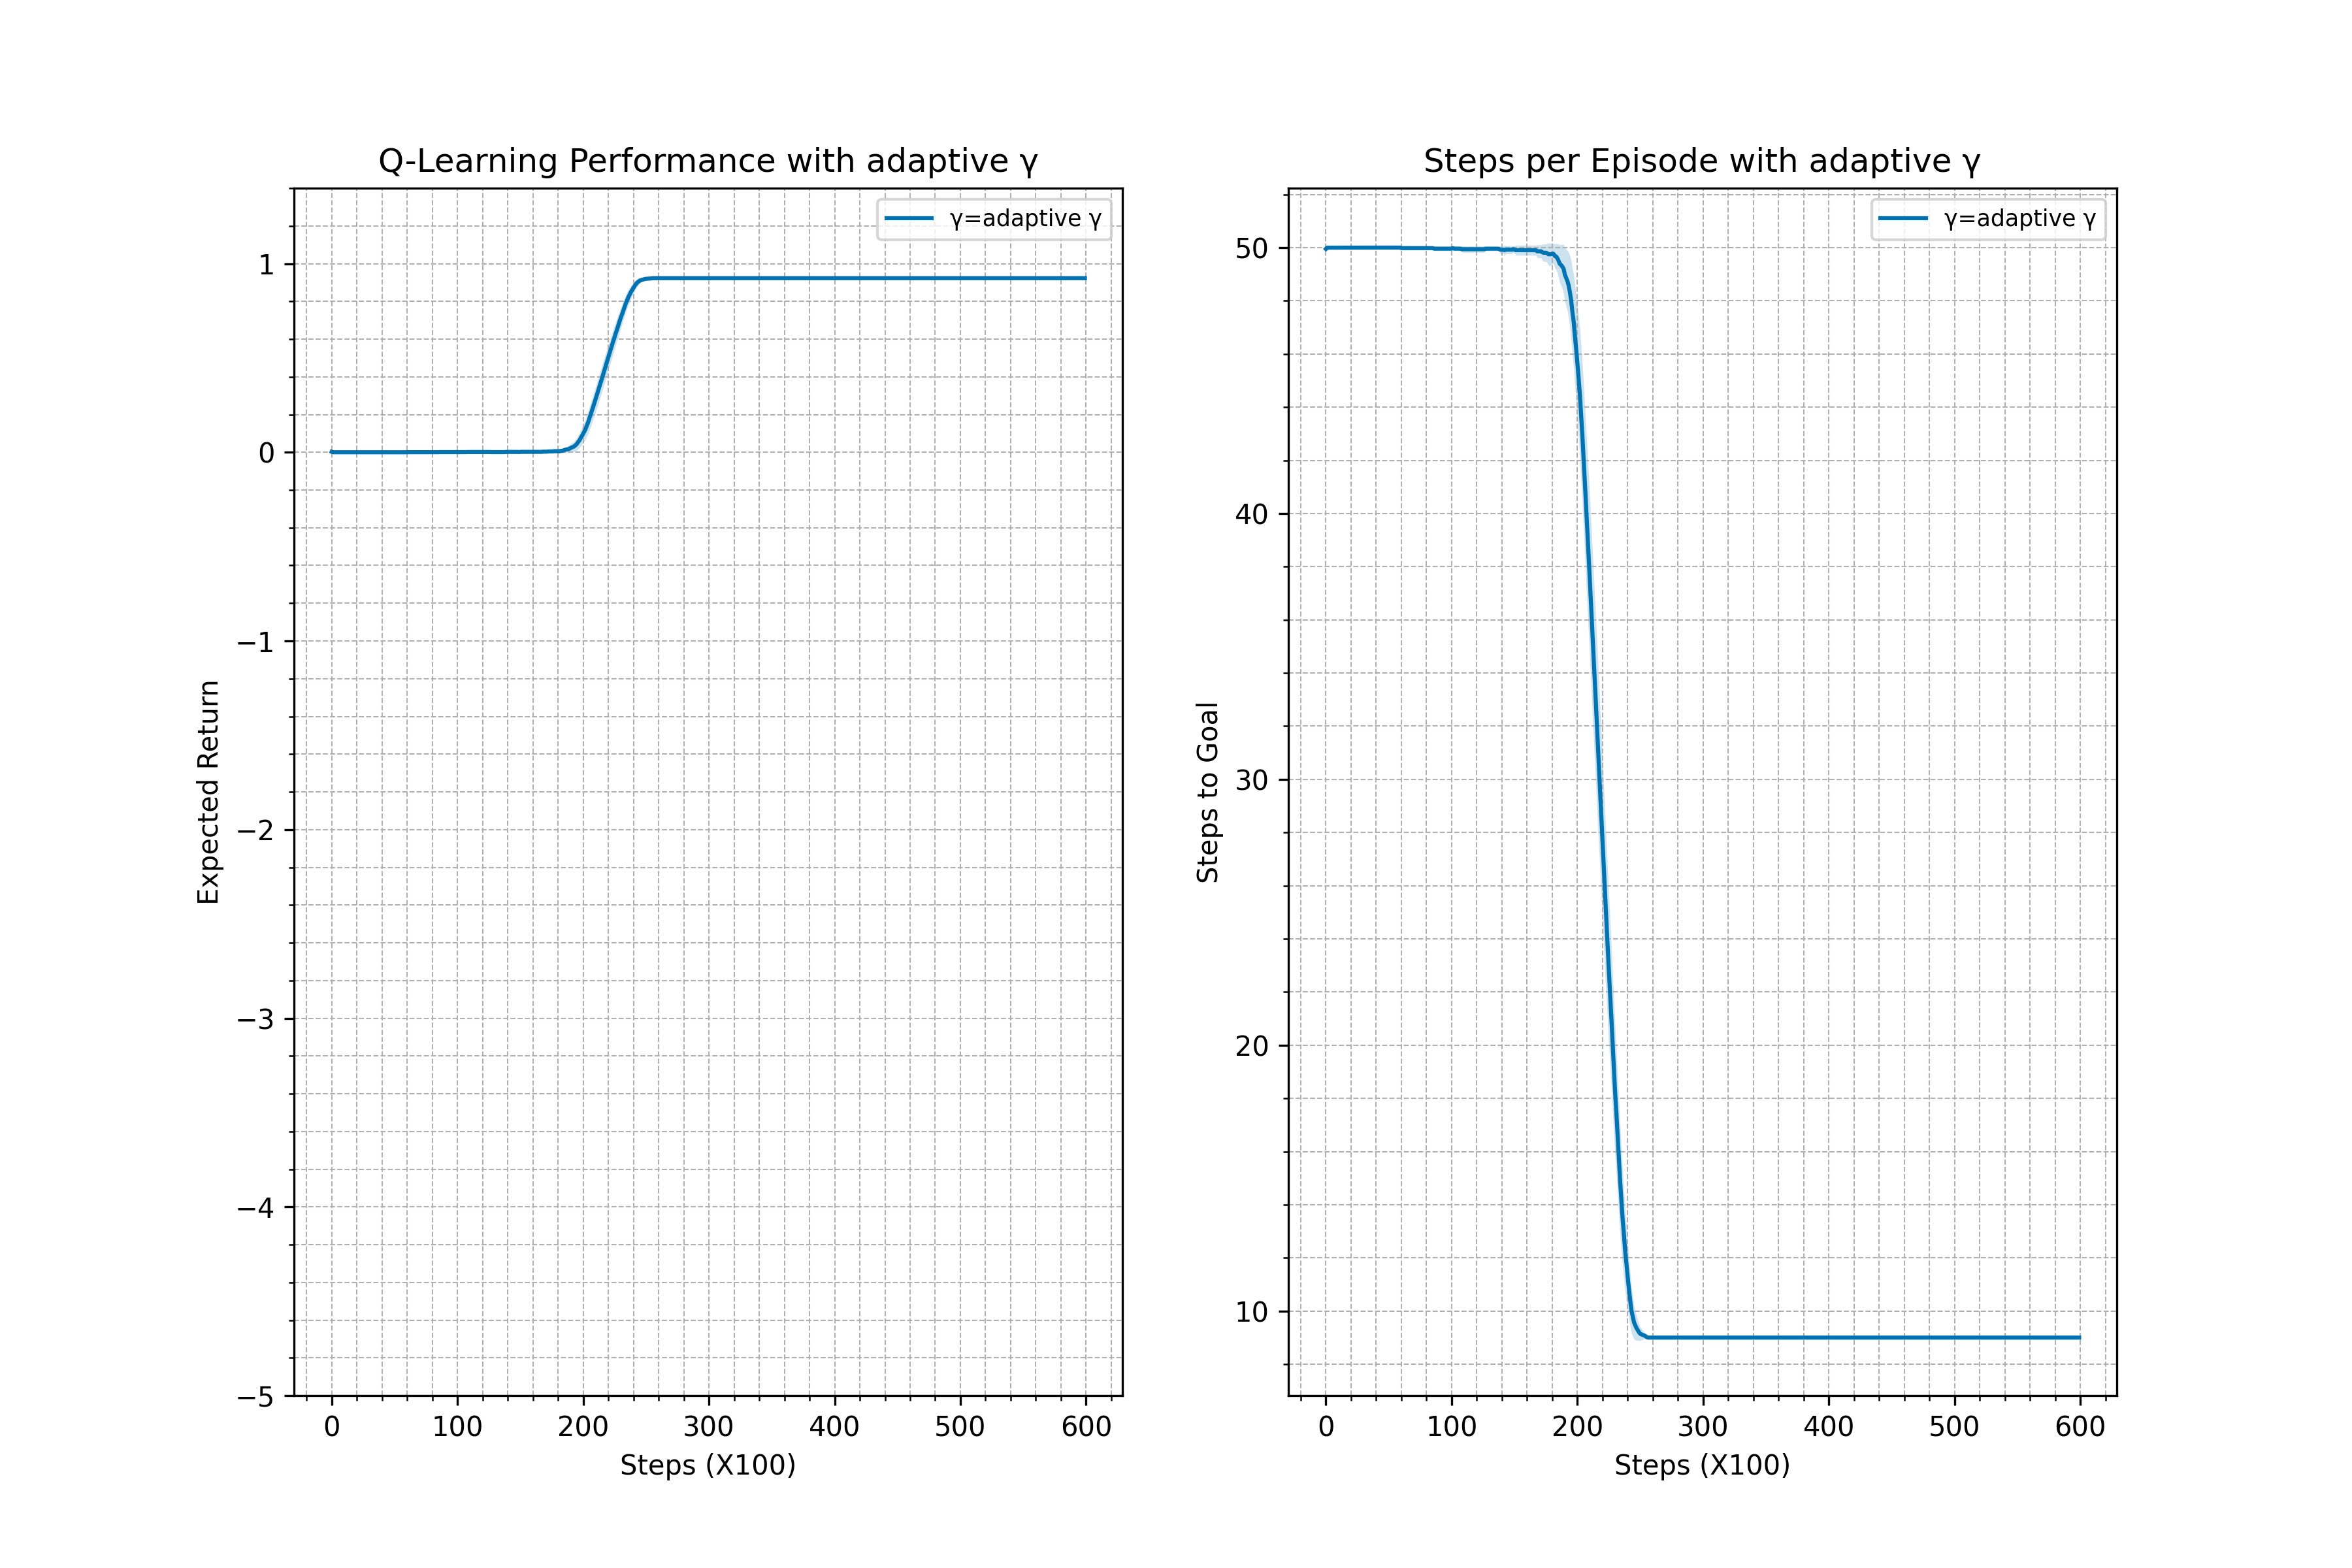 Q-Learning Performance with adaptive γ
γ=adaptive γ
1
0
−1
−2
−3
−4
−5
Expected Return
0 100 200 300 400 500 600
Steps (X100)
Steps per Episode with adaptive γ
γ=adaptive γ
50
40
30
20
10
Steps to Goal
0 100 200 300 400 500 600
Steps (X100)